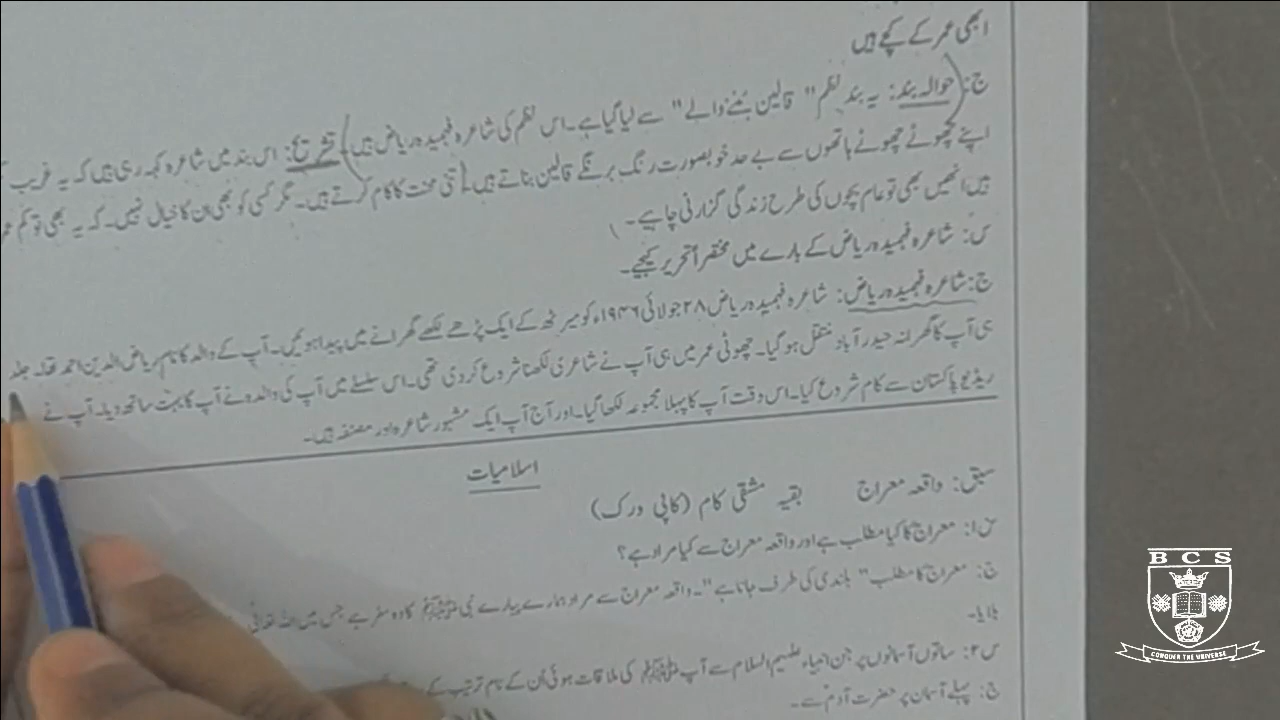 ابھی عمر کے کچے ہیں
ج: حوالہ بند: یہ بند نظم "قالین بُننے والے" سے لیا گیا ہے۔ اس نظم کی شاعرہ فہمیدہ ریاض ہیں۔ تشریح: اس بند میں شاعرہ کہہ رہی ہیں کہ یہ غریب
اپنے چھوٹے چھوٹے ہاتھوں سے بے حد خوبصورت رنگ برنگے قالین بناتے ہیں۔ اتنی محنت کا کام کرتے ہیں۔ مگر کسی کو بھی ان کا خیال نہیں۔ کہ یہ بھی تو کم عمر
ہیں انھیں بھی تو عام بچوں کی طرح زندگی گزارنی چاہیے۔
س: شاعرہ فہمیدہ ریاض کے بارے میں مختصراً تحریر کیجیے۔
ج: شاعرہ فہمیدہ ریاض: شاعرہ فہمیدہ ریاض ۲۸ جولائی ۱۹۴۶ء کو میرٹھ کے ایک پڑھے لکھے گھرانے میں پیدا ہوئیں۔ آپ کے والد کا نام ریاض الدین احمد تھا۔ جلد
ہی آپ کا گھرانہ حیدرآباد منتقل ہو گیا۔ چھوٹی عمر میں ہی آپ نے شاعری لکھنا شروع کر دی تھی۔ اس سلسلے میں آپ کی والدہ نے آپ کا بہت ساتھ دیا۔ آپ نے
ریڈیو پاکستان سے کام شروع کیا۔ اس وقت آپ کا پہلا مجموعہ لکھا گیا۔ اور آج آپ ایک مشہور شاعرہ اور مصنفہ ہیں۔
اسلامیات
سبق: واقعہ معراج بقیہ مشقی کام (کاپی ورک)
س۱: معراج کا کیا مطلب ہے اور واقعہ معراج سے کیا مراد ہے؟
ج: معراج کا مطلب "بلندی کی طرف جانا ہے"۔ واقعہ معراج سے مراد ہمارے پیارے نبی ﷺ کا وہ سفر ہے جس میں اللہ تعالیٰ
بلایا۔
س۲: ساتوں آسمانوں پر جن انبیاء علیہم السلام سے آپ ﷺ کی ملاقات ہوئی اُن کے نام ترتیب کے
ج: پہلے آسمان پر حضرت آدمؑ سے۔
BCS
CONQUER THE UNIVERSE